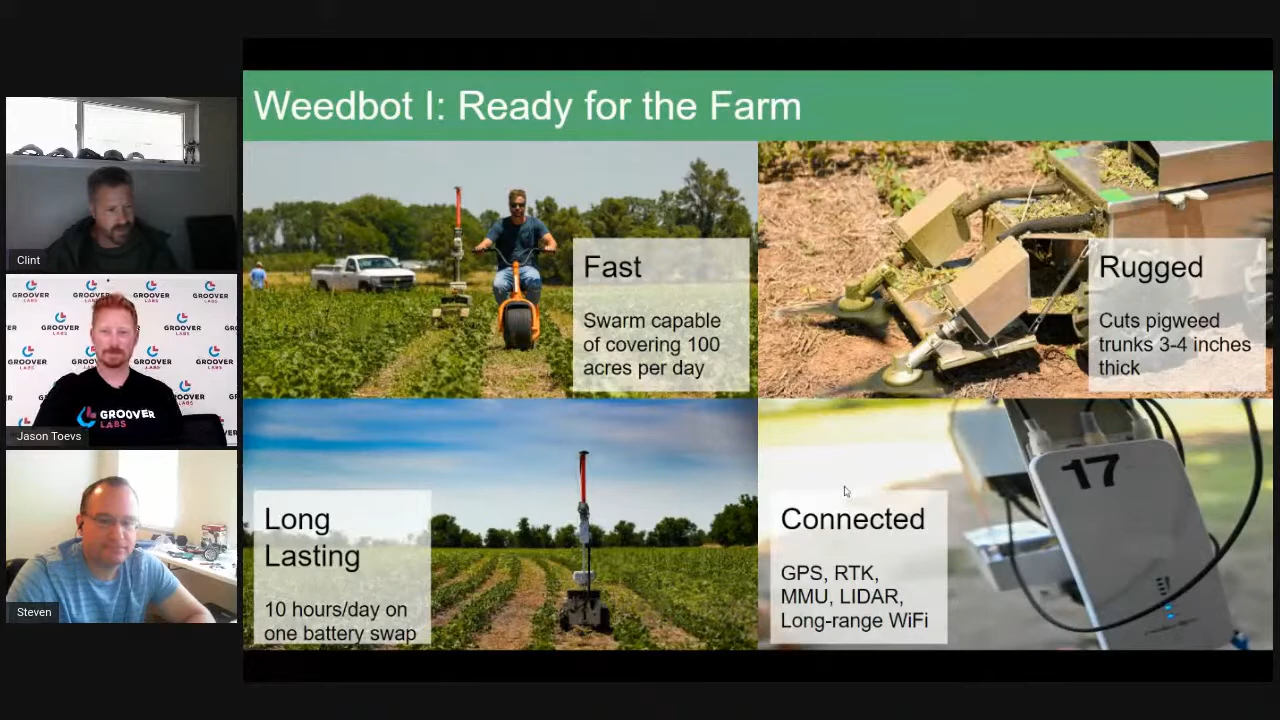 Weedbot I: Ready for the Farm
Fast
Swarm capable
of covering 100
acres per day
Rugged
Cuts pigweed
trunks 3-4 inches
thick
Long
Lasting
10 hours/day on
one battery swap
Connected
GPS, RTK,
MMU, LIDAR,
Long-range WiFi
17
Clint
GROOVER
LABS
GROOVER
LABS
Jason Toevs
Steven